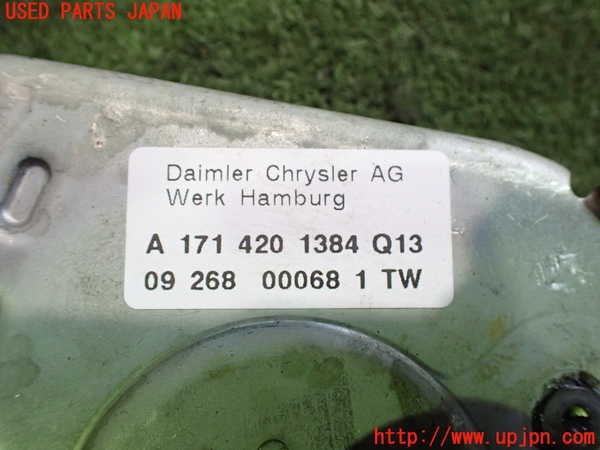 USED PARTS JAPAN
Daimler Chrysler AG
Werk Hamburg
A 171 420 1384 Q13
09 268 00068 1 TW
http://www.upjpn.com/